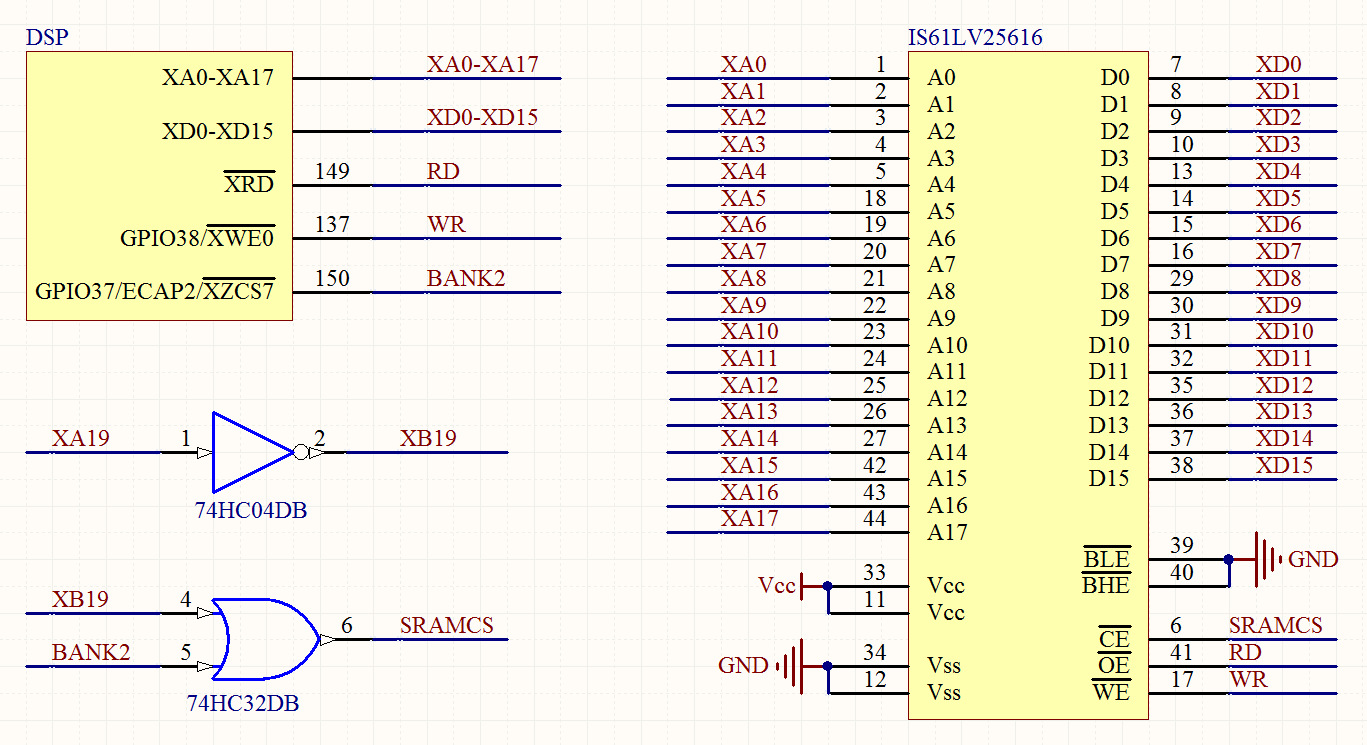 DSP
XA0-XA17 XA0-XA17
XD0-XD15 XD0-XD15
XRD 149 RD
GPIO38/XWE0 137 WR
GPIO37/ECAP2/XZCS7 150 BANK2
XA19 1 2 XB19
74HC04DB
XB19 4
6 SRAMCS
BANK2 5
74HC32DB
IS61LV25616
XA0 1 A0 D0 7 XD0
XA1 2 A1 D1 8 XD1
XA2 3 A2 D2 9 XD2
XA3 4 A3 D3 10 XD3
XA4 5 A4 D4 13 XD4
XA5 18 A5 D5 14 XD5
XA6 19 A6 D6 15 XD6
XA7 20 A7 D7 16 XD7
XA8 21 A8 D8 29 XD8
XA9 22 A9 D9 30 XD9
XA10 23 A10 D10 31 XD10
XA11 24 A11 D11 32 XD11
XA12 25 A12 D12 35 XD12
XA13 26 A13 D13 36 XD13
XA14 27 A14 D14 37 XD14
XA15 42 A15 D15 38 XD15
XA16 43 A16
XA17 44 A17
BLE 39 GND
Vcc 33 Vcc BHE 40
11 Vcc
CE 6 SRAMCS
GND 34 Vss OE 41 RD
12 Vss WE 17 WR